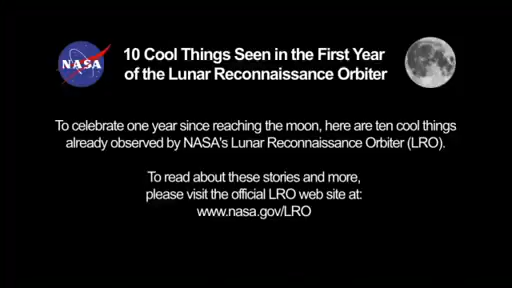 NASA
10 Cool Things Seen in the First Year
of the Lunar Reconnaissance Orbiter
To celebrate one year since reaching the moon, here are ten cool things
already observed by NASA's Lunar Reconnaissance Orbiter (LRO).
To read about these stories and more,
please visit the official LRO web site at:
www.nasa.gov/LRO